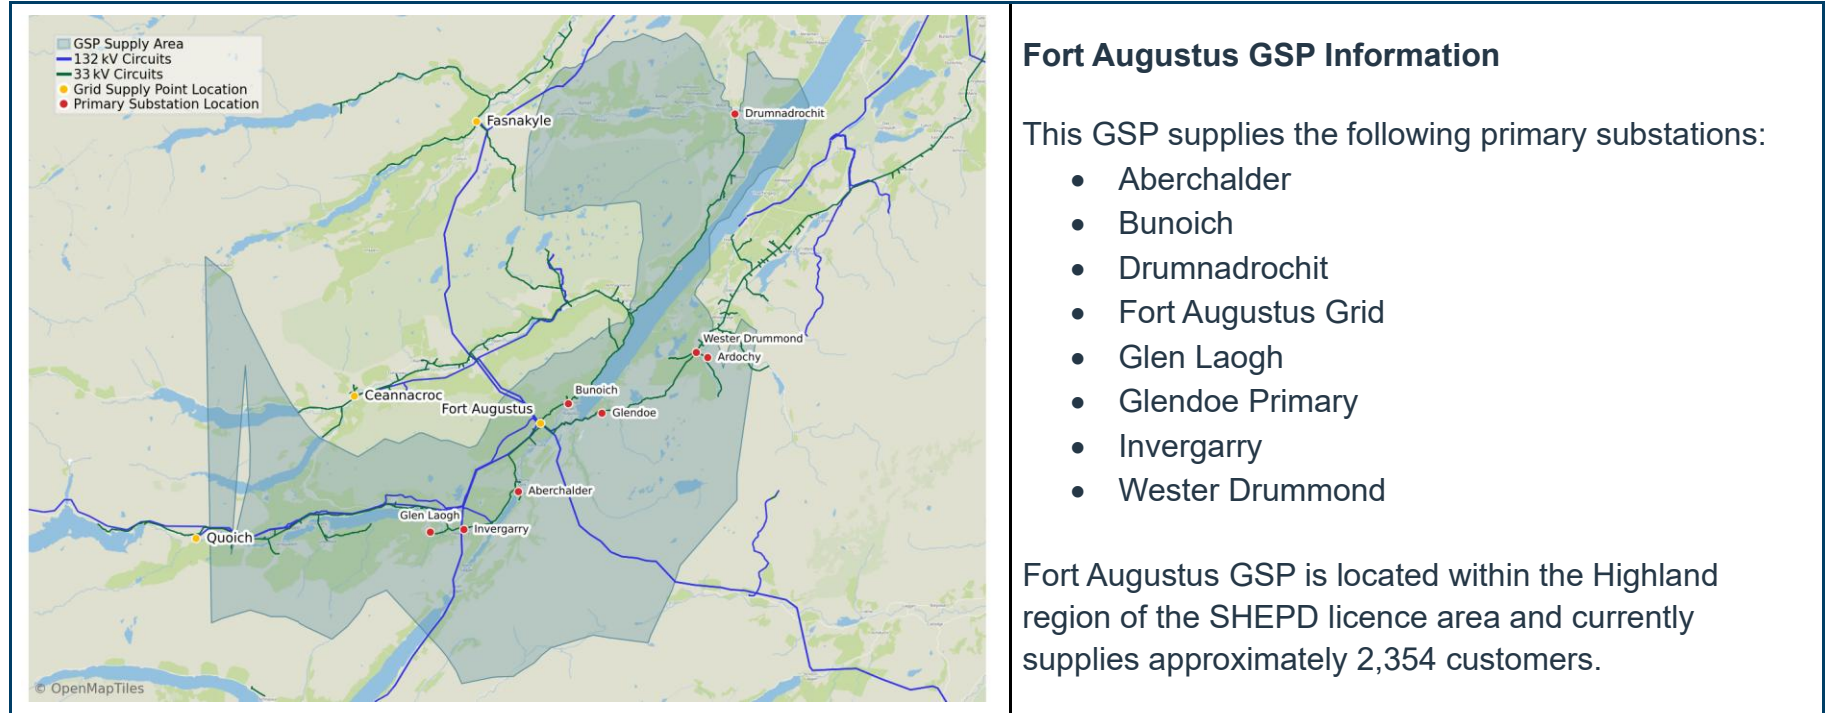 GSP Supply Area
132 kV Circuits
33 kV Circuits
Grid Supply Point Location
Primary Substation Location
Fasnakyle
Drumnadrochit
Wester Drummond
Ardochy
Ceannacroc
Bunoich
Fort Augustus
Glendoe
Aberchalder
Glen Laogh
Invergarry
Quoich
© OpenMapTiles
Fort Augustus GSP Information
This GSP supplies the following primary substations:
• Aberchalder
• Bunoich
• Drumnadrochit
• Fort Augustus Grid
• Glen Laogh
• Glendoe Primary
• Invergarry
• Wester Drummond
Fort Augustus GSP is located within the Highland
region of the SHEPD licence area and currently
supplies approximately 2,354 customers.